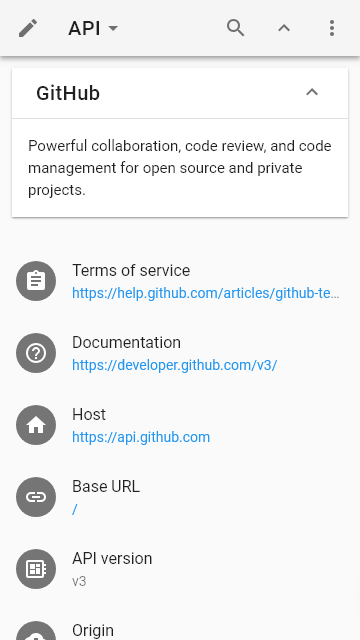 API
GitHub
Powerful collaboration, code review, and code
management for open source and private
projects.
Terms of service
https://help.github.com/articles/github-te...
Documentation
https://developer.github.com/v3/
Host
https://api.github.com
Base URL
/
API version
v3
Origin